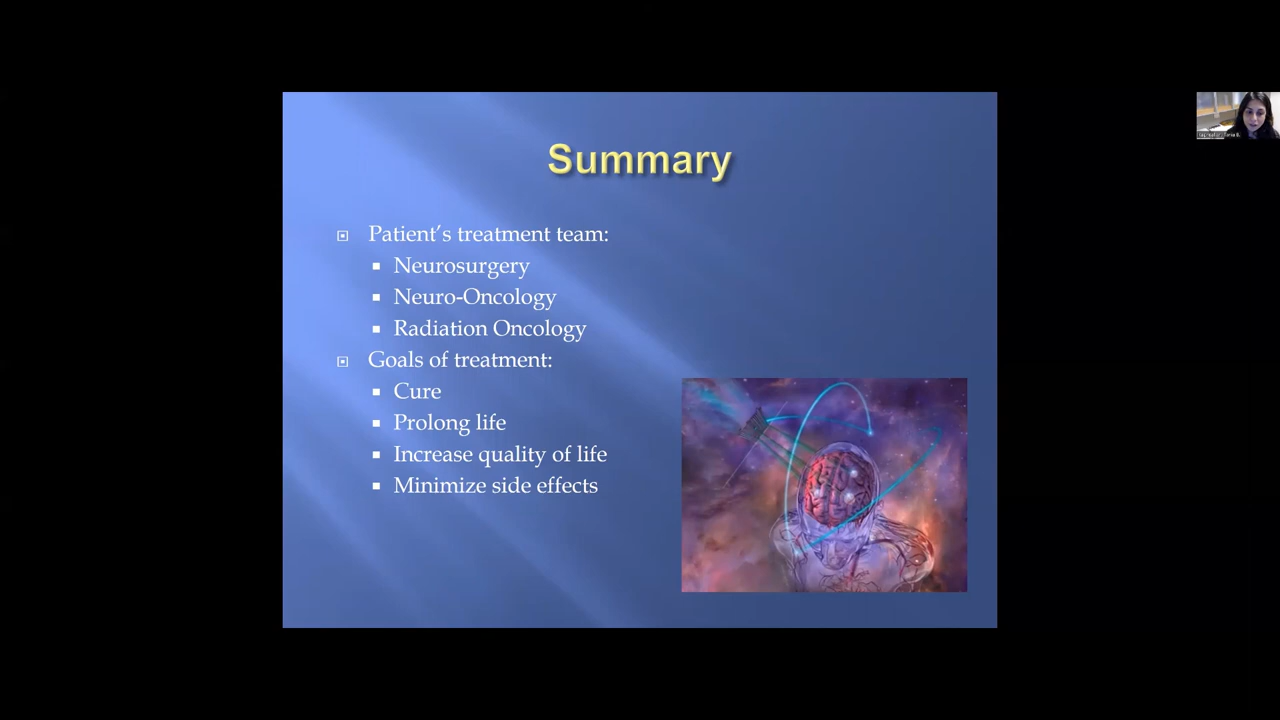 Summary
Patient's treatment team:
Neurosurgery
Neuro-Oncology
Radiation Oncology
Goals of treatment:
Cure
Prolong life
Increase quality of life
Minimize side effects